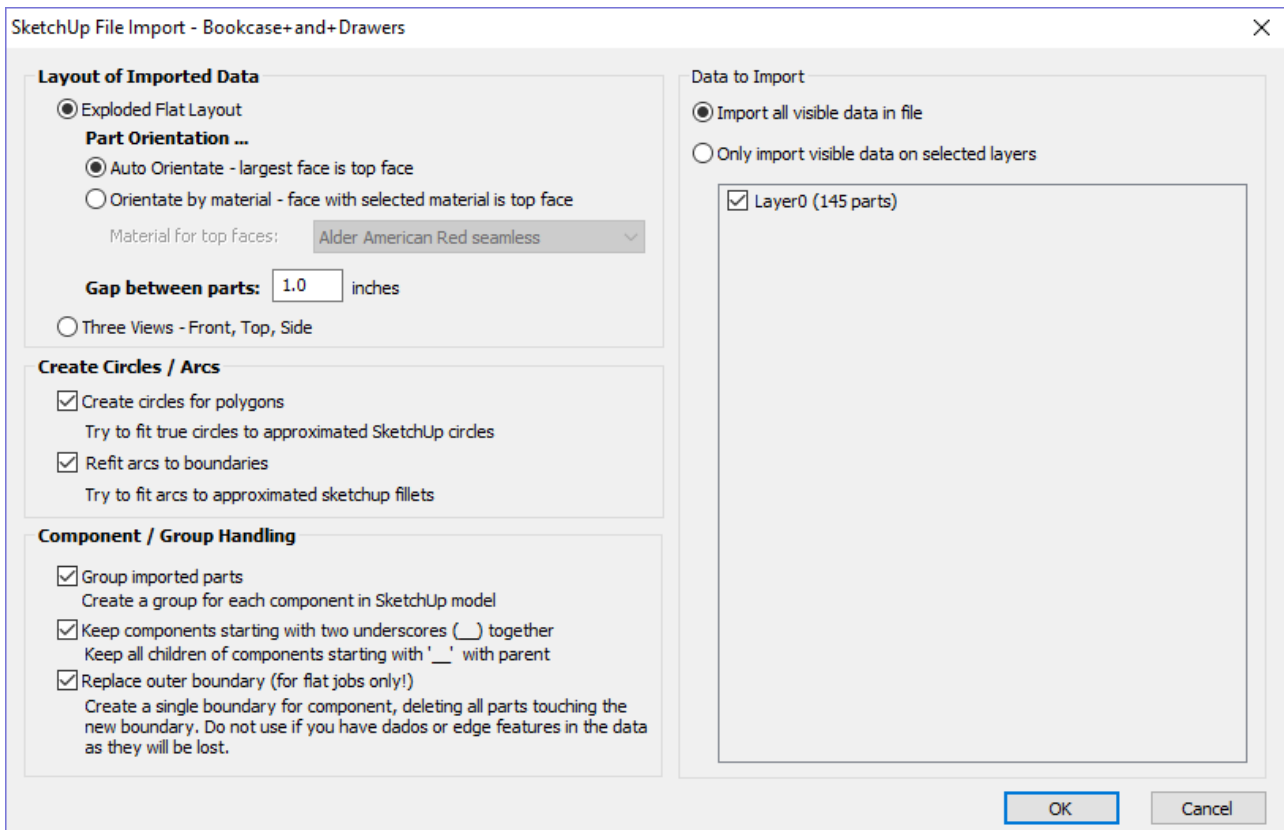 SketchUp File Import - Bookcase+and+Drawers
Layout of Imported Data
Exploded Flat Layout
Part Orientation ...
Auto Orientate - largest face is top face
Orientate by material - face with selected material is top face
Material for top faces: Alder American Red seamless
Gap between parts: 1.0 inches
Three Views - Front, Top, Side
Create Circles / Arcs
Create circles for polygons
Try to fit true circles to approximated SketchUp circles
Refit arcs to boundaries
Try to fit arcs to approximated sketchup fillets
Component / Group Handling
Group imported parts
Create a group for each component in SketchUp model
Keep components starting with two underscores (__) together
Keep all children of components starting with '__' with parent
Replace outer boundary (for flat jobs only!)
Create a single boundary for component, deleting all parts touching the
new boundary. Do not use if you have dados or edge features in the data
as they will be lost.
Data to Import
Import all visible data in file
Only import visible data on selected layers
Layer0 (145 parts)
OK Cancel